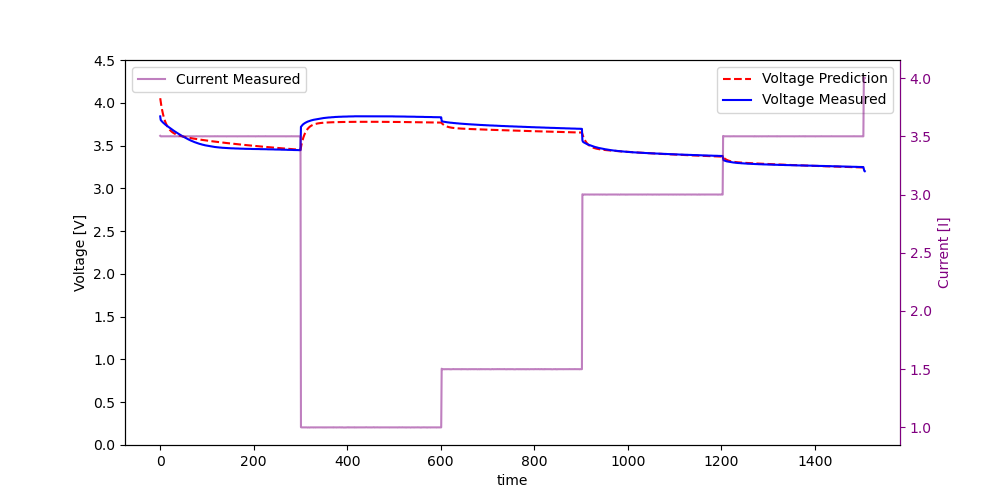 Current Measured
Voltage Prediction
Voltage Measured
4.5
4.0
3.5
3.0
2.5
2.0
1.5
1.0
0.5
0.0
Voltage [V]
4.0
3.5
3.0
2.5
2.0
1.5
1.0
Current [I]
0 200 400 600 800 1000 1200 1400
time